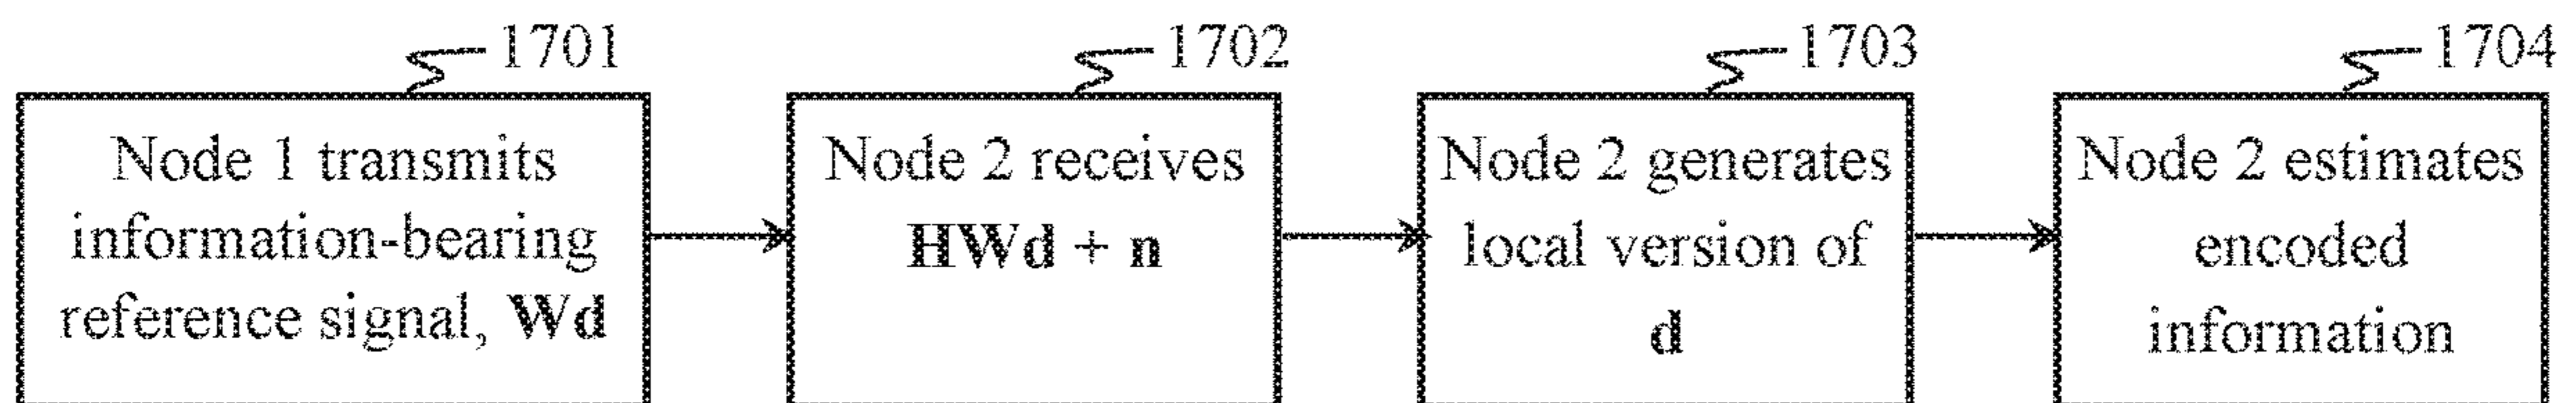 1701
1702
1703
1704
Node 1 transmits
information-bearing
reference signal, Wd
Node 2 receives
HWd + n
Node 2 generates
local version of
d
Node 2 estimates
encoded
information